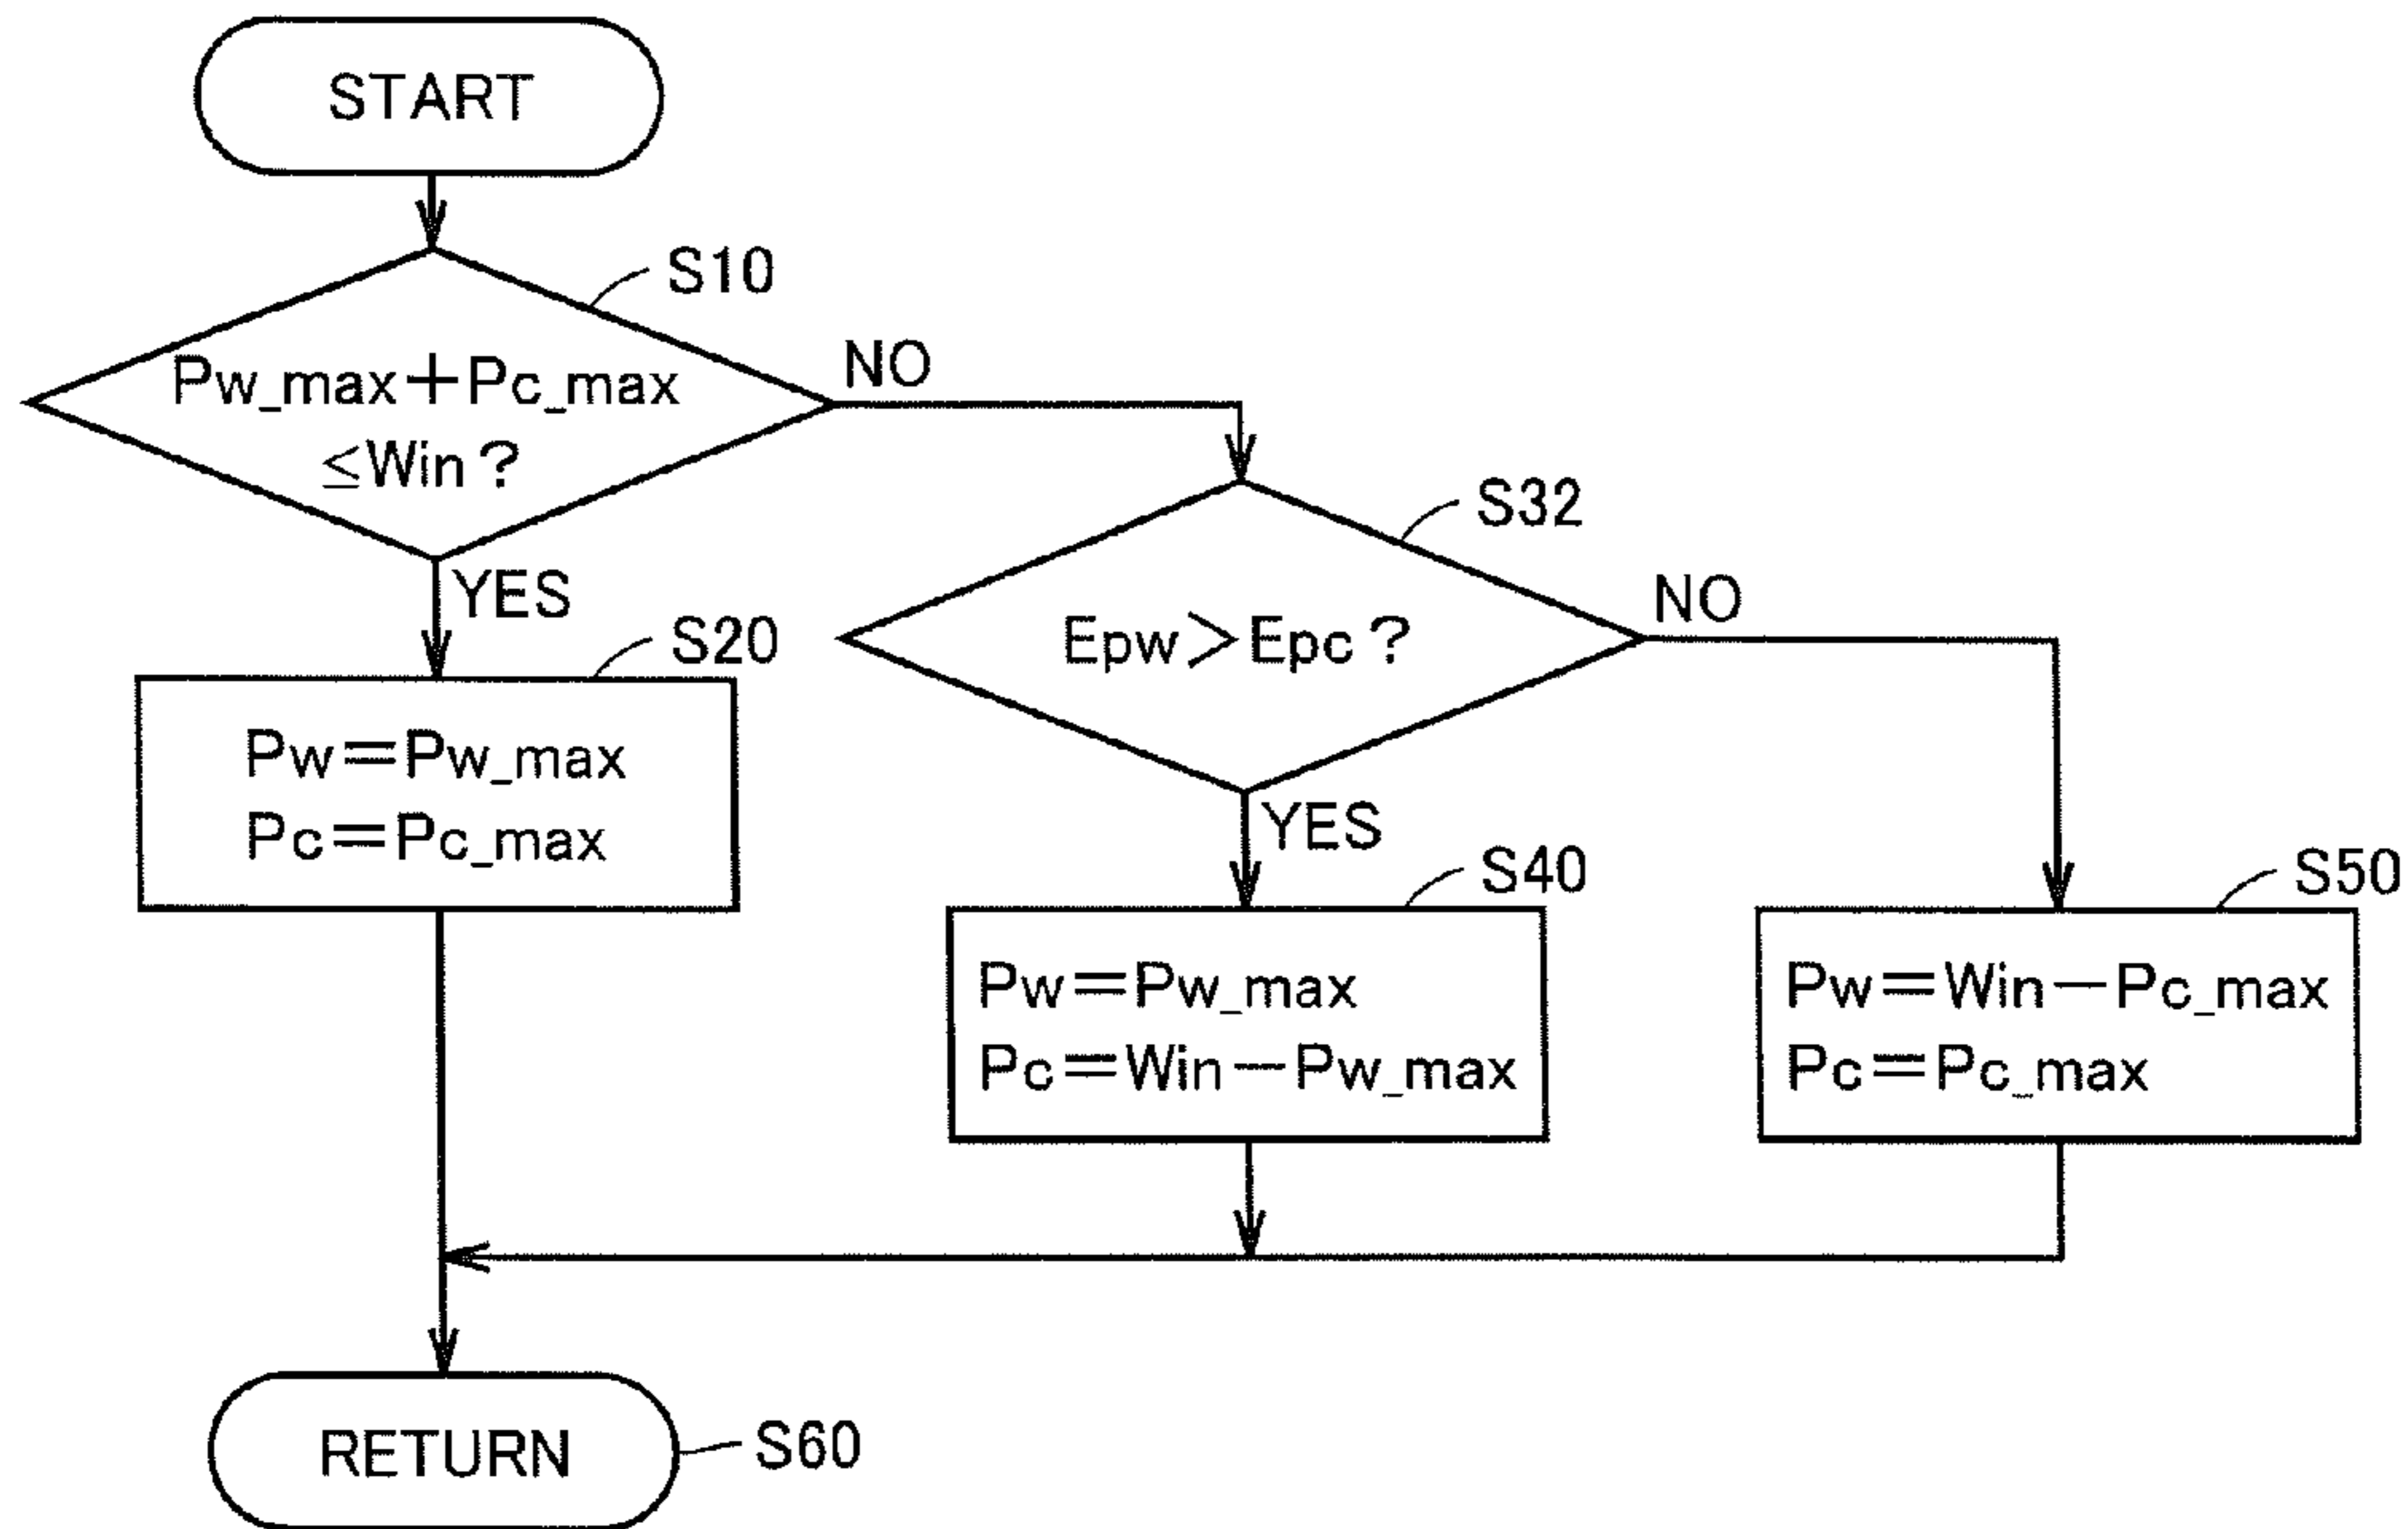 START
S10
Pw_max+Pc_max
≤Win?
NO
YES
S32
Epw>Epc?
NO
YES
S20
Pw=Pw_max
Pc=Pc_max
S40
Pw=Pw_max
Pc=Win-Pw_max
S50
Pw=Win-Pc_max
Pc=Pc_max
RETURN
S60